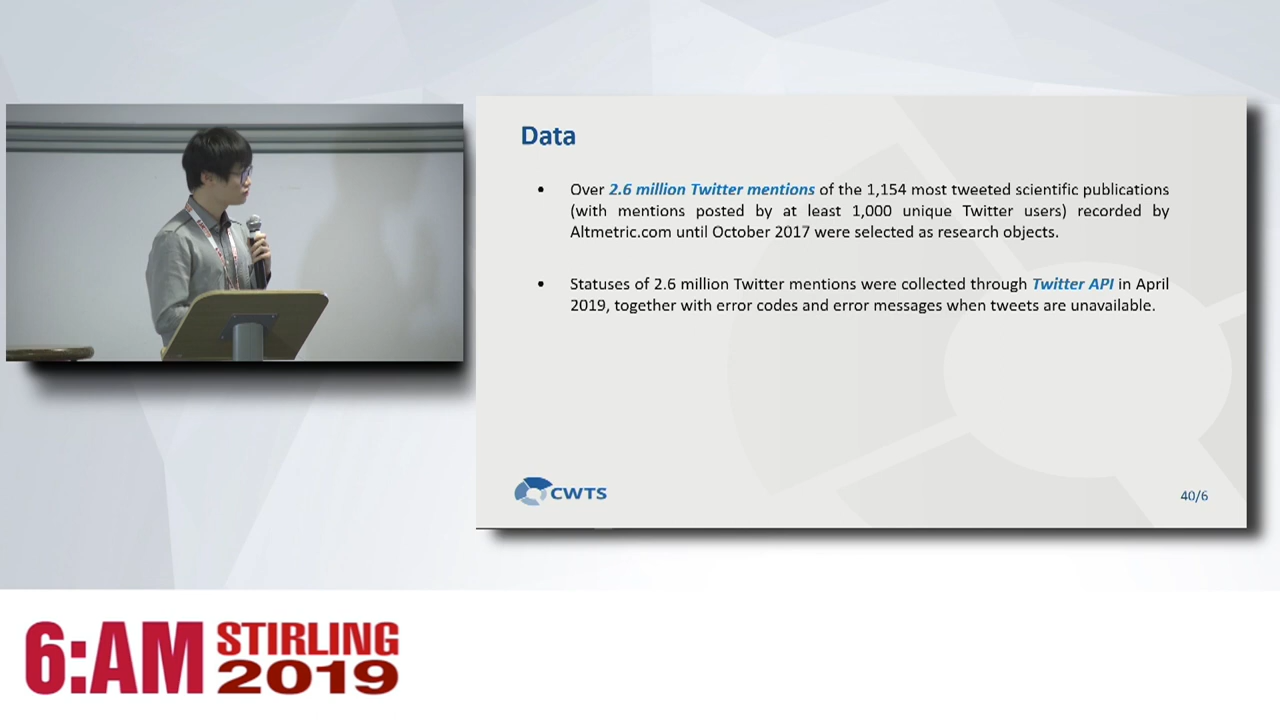 Data
• Over 2.6 million Twitter mentions of the 1,154 most tweeted scientific publications
(with mentions posted by at least 1,000 unique Twitter users) recorded by
Altmetric.com until October 2017 were selected as research objects.
• Statuses of 2.6 million Twitter mentions were collected through Twitter API in April
2019, together with error codes and error messages when tweets are unavailable.
CWTS
40/6
6:AM STIRLING
2019